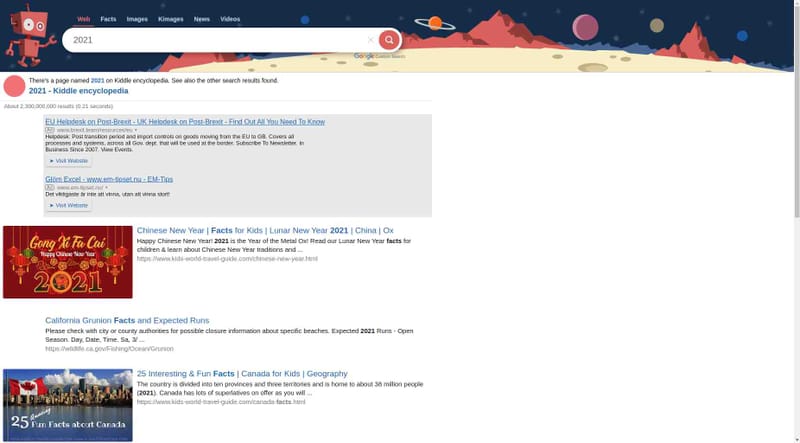 Web Facts Images Kimages News Videos
2021
Google Custom Search
There's a page named 2021 on Kiddle encyclopedia. See also the other search results found.
2021 - Kiddle encyclopedia
About 2,300,000,000 results (0.21 seconds)
EU Helpdesk on Post-Brexit - UK Helpdesk on Post-Brexit - Find Out All You Need To Know
Ad www.brexit.team/resources/eu
Helpdesk: Post transition period and import controls on goods moving from the EU to GB. Covers all
processes and systems, across all Gov. dept. that will be used at the border. Subscribe To Newsletter. In
Business Since 2007. View Events.
► Visit Website
Glöm Excel - www.em-tipset.nu - EM-Tips
Ad www.em-tipset.nu/
Det viktigaste är inte att vinna, utan att vinna stort!
► Visit Website
Chinese New Year | Facts for Kids | Lunar New Year 2021 | China | Ox
Happy Chinese New Year! 2021 is the Year of the Metal Ox! Read our Lunar New Year facts for
children & learn about Chinese New Year traditions and ...
https://www.kids-world-travel-guide.com/chinese-new-year.html
Gong Xi Fa Cai
Happy Chinese New Year
2021
California Grunion Facts and Expected Runs
Please check with city or county authorities for possible closure information about specific beaches. Expected 2021 Runs - Open
Season. Day, Date, Time. Sa, 3/ ...
https://wildlife.ca.gov/Fishing/Ocean/Grunion
25 Interesting & Fun Facts | Canada for Kids | Geography
The country is divided into ten provinces and three territories and is home to about 38 million people
(2021). Canada has lots of superlatives on offer as you will ...
https://www.kids-world-travel-guide.com/canada-facts.html
25 Amazing
Fun Facts about Canada